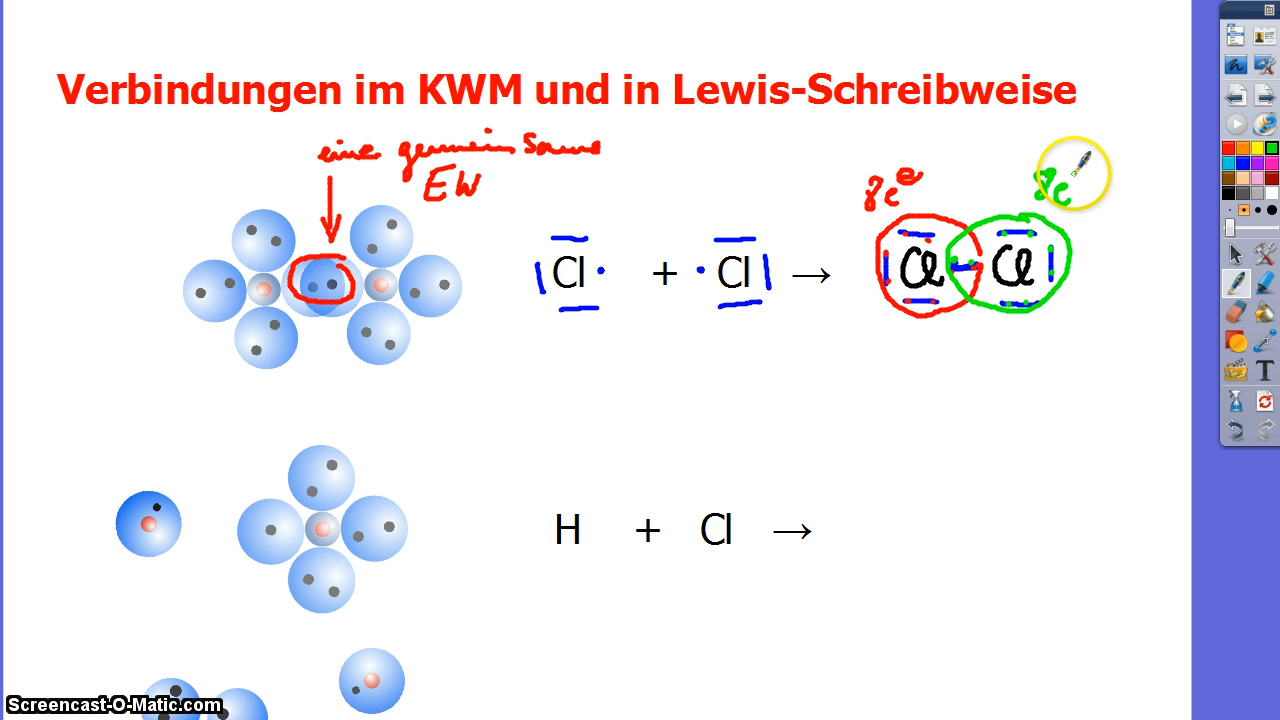 Verbindungen im KWM und in Lewis-Schreibweise
eine gemeinsame
EW
8e⊖
8e
Cl + Cl →
Cl - Cl
H + Cl →
T
Screencast-O-Matic.com